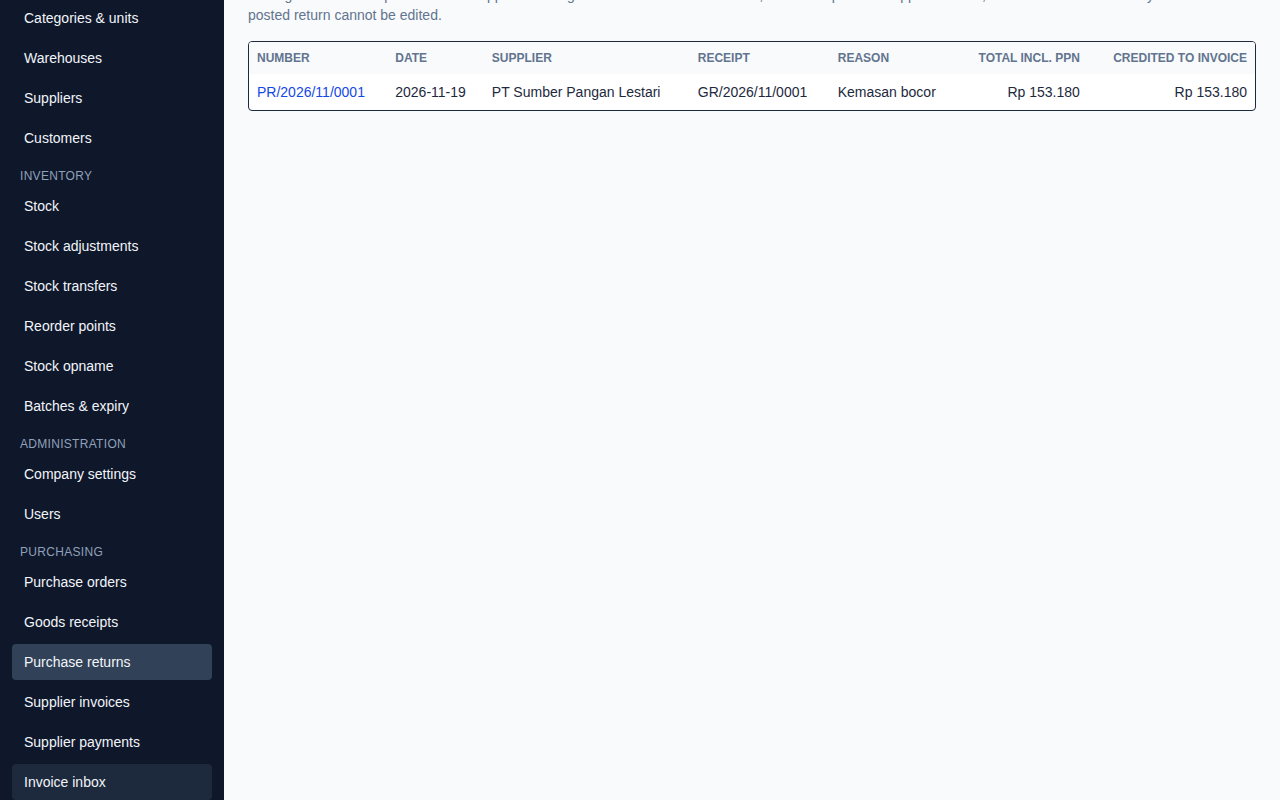 Categories & units
Warehouses
Suppliers
Customers
INVENTORY
Stock
Stock adjustments
Stock transfers
Reorder points
Stock opname
Batches & expiry
ADMINISTRATION
Company settings
Users
PURCHASING
Purchase orders
Goods receipts
Purchase returns
Supplier invoices
Supplier payments
Invoice inbox
posted return cannot be edited.
NUMBER DATE SUPPLIER RECEIPT REASON TOTAL INCL. PPN CREDITED TO INVOICE
PR/2026/11/0001 2026-11-19 PT Sumber Pangan Lestari GR/2026/11/0001 Kemasan bocor Rp 153.180 Rp 153.180